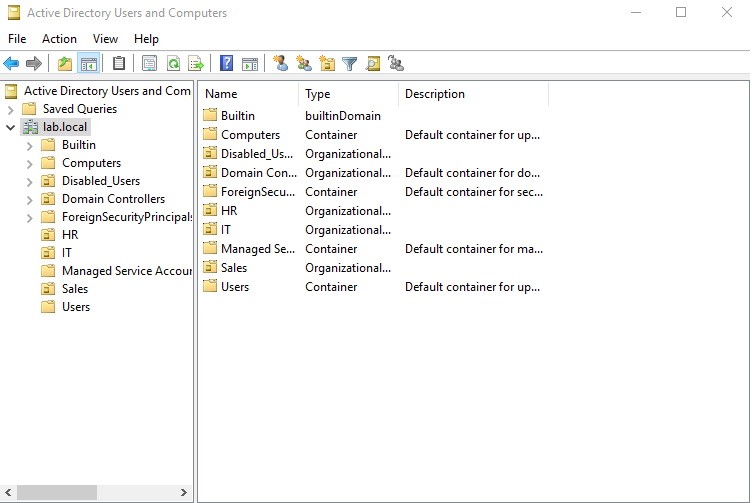 Active Directory Users and Computers
File Action View Help
Active Directory Users and Com
Saved Queries
lab.local
Builtin
Computers
Disabled_Users
Domain Controllers
ForeignSecurityPrincipals
HR
IT
Managed Service Accour
Sales
Users
Name Type Description
Builtin builtinDomain
Computers Container Default container for up...
Disabled_Us... Organizational...
Domain Con... Organizational... Default container for do...
ForeignSecu... Container Default container for sec...
HR Organizational...
IT Organizational...
Managed Se... Container Default container for ma...
Sales Organizational...
Users Container Default container for up...